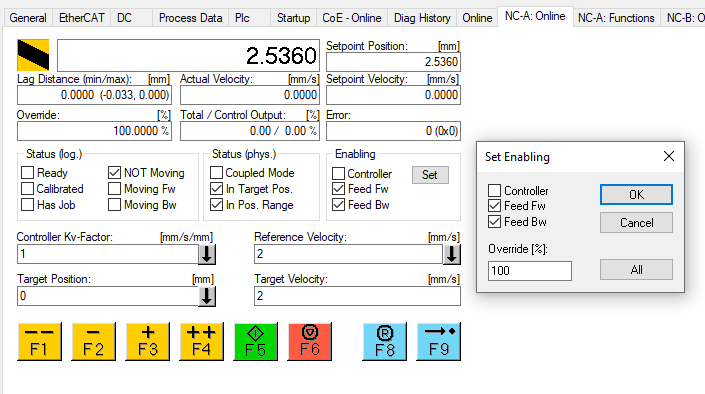 General EtherCAT DC Process Data Plc Startup CoE - Online Diag History Online NC-A: Online NC-A: Functions NC-B: O
2.5360
Setpoint Position: [mm]
2.5360
Lag Distance (min/max): [mm] Actual Velocity: [mm/s] Setpoint Velocity: [mm/s]
0.0000 (-0.033, 0.000) 0.0000 0.0000
Override: [%] Total / Control Output: [%] Error:
100.0000 % 0.00 / 0.00 % 0 (0x0)
Status (log.) Status (phys.) Enabling
Ready NOT Moving Coupled Mode Controller Set
Calibrated Moving Fw In Target Pos. Feed Fw
Has Job Moving Bw In Pos. Range Feed Bw
Controller Kv-Factor: [mm/s/mm] Reference Velocity: [mm/s]
1 2
Target Position: [mm] Target Velocity: [mm/s]
0 2
-- - + ++ R
F1 F2 F3 F4 F5 F6 F8 F9
Set Enabling
Controller OK
Feed Fw
Feed Bw Cancel
Override [%]:
100 All